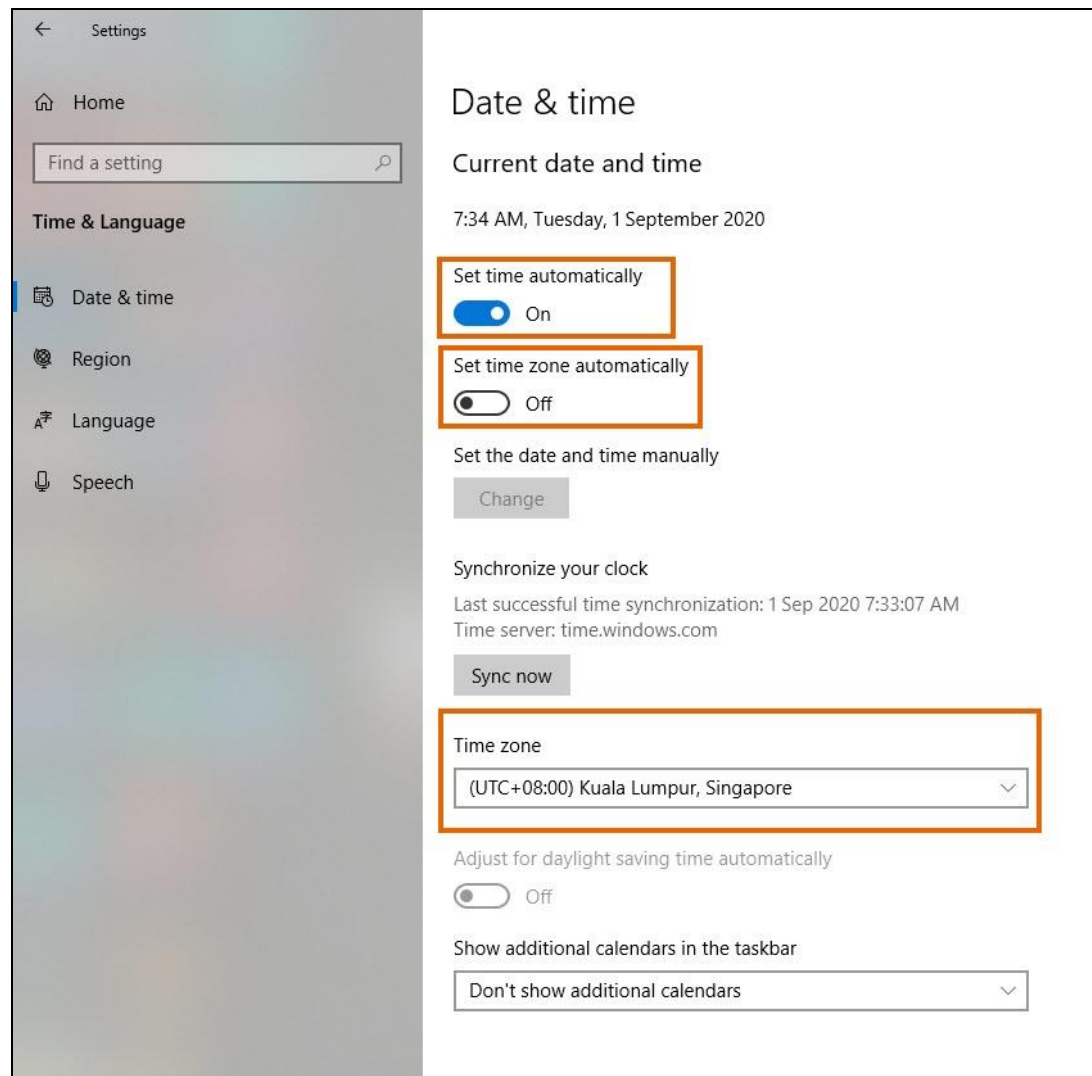 Settings
Home
Find a setting
Time & Language
Date & time
Region
Language
Speech
Date & time
Current date and time
7:34 AM, Tuesday, 1 September 2020
Set time automatically
On
Set time zone automatically
Off
Set the date and time manually
Change
Synchronize your clock
Last successful time synchronization: 1 Sep 2020 7:33:07 AM
Time server: time.windows.com
Sync now
Time zone
(UTC+08:00) Kuala Lumpur, Singapore
Adjust for daylight saving time automatically
Off
Show additional calendars in the taskbar
Don't show additional calendars